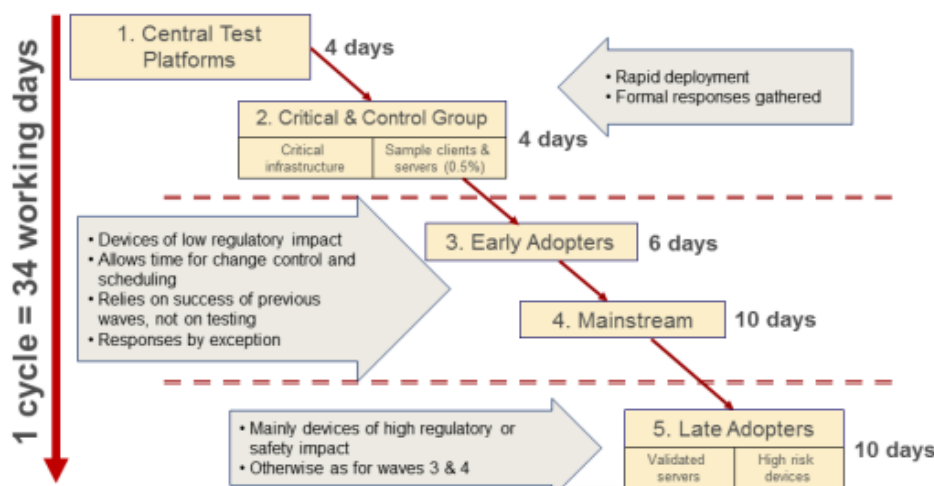 1 cycle = 34 working days
1. Central Test
Platforms
4 days
• Rapid deployment
• Formal responses gathered
2. Critical & Control Group
Critical
infrastructure
Sample clients &
servers (0.5%)
4 days
• Devices of low regulatory impact
• Allows time for change control and
scheduling
• Relies on success of previous
waves, not on testing
• Responses by exception
3. Early Adopters
6 days
4. Mainstream
10 days
• Mainly devices of high regulatory or
safety impact
• Otherwise as for waves 3 & 4
5. Late Adopters
Validated
servers
High risk
devices
10 days